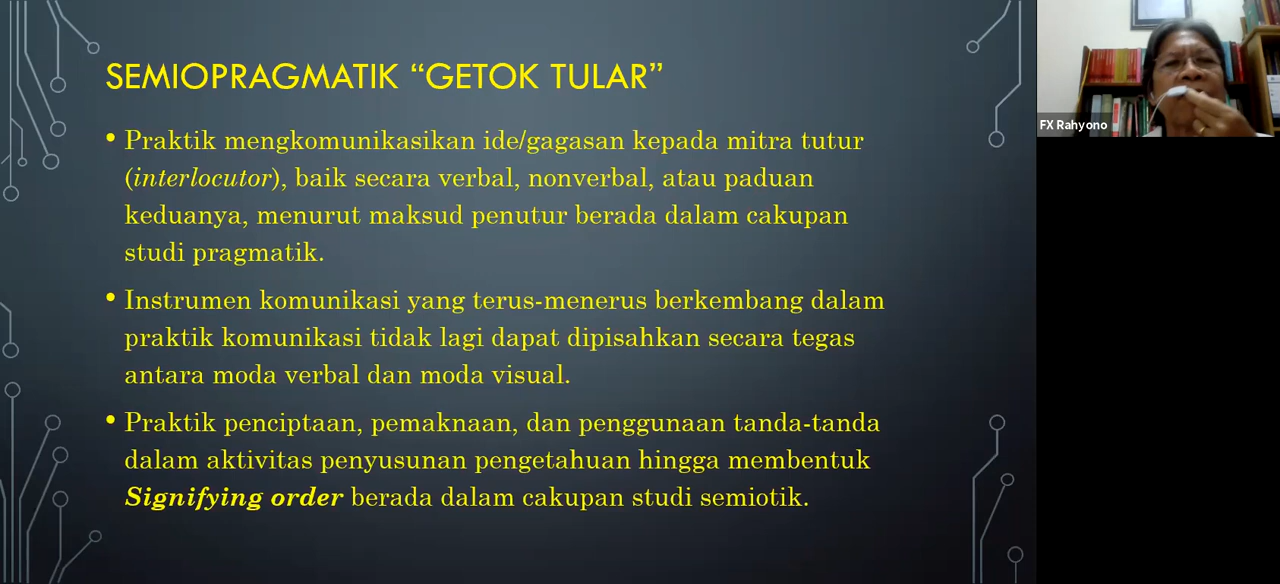 SEMIOPRAGMATIK “GETOK TULAR”
• Praktik mengkomunikasikan ide/gagasan kepada mitra tutur
(interlocutor), baik secara verbal, nonverbal, atau paduan
keduanya, menurut maksud penutur berada dalam cakupan
studi pragmatik.
• Instrumen komunikasi yang terus-menerus berkembang dalam
praktik komunikasi tidak lagi dapat dipisahkan secara tegas
antara moda verbal dan moda visual.
• Praktik penciptaan, pemaknaan, dan penggunaan tanda-tanda
dalam aktivitas penyusunan pengetahuan hingga membentuk
Signifying order berada dalam cakupan studi semiotik.
FX Rahyono